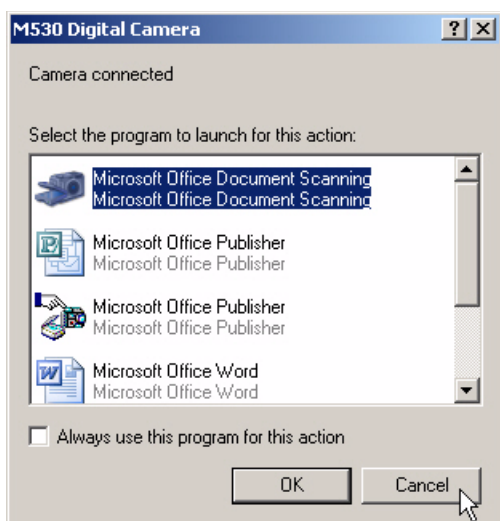 M530 Digital Camera
Camera connected
Select the program to launch for this action:
Microsoft Office Document Scanning
Microsoft Office Document Scanning
Microsoft Office Publisher
Microsoft Office Publisher
Microsoft Office Publisher
Microsoft Office Publisher
Microsoft Office Word
Microsoft Office Word
Always use this program for this action
OK Cancel